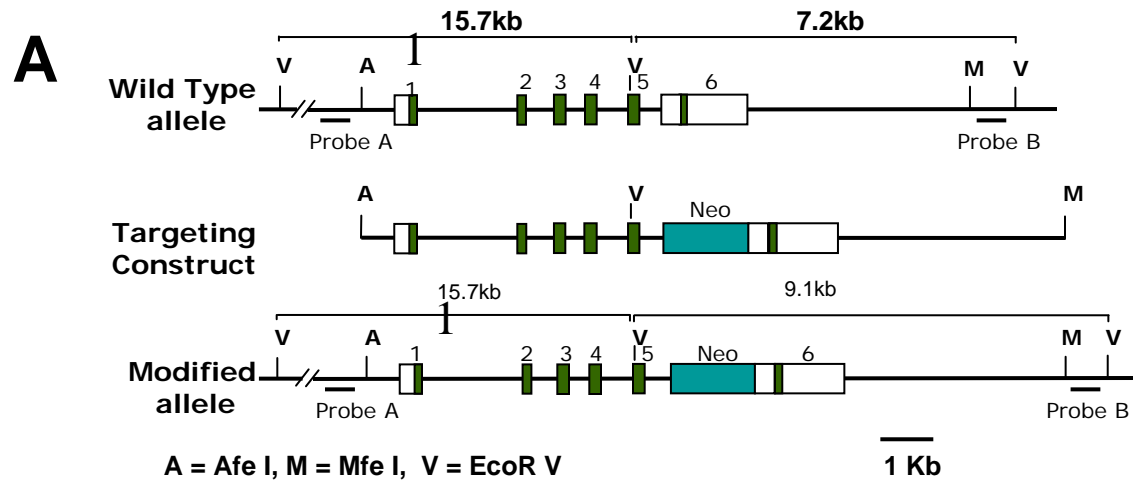 A
15.7kb 7.2kb
1
V A V M V
1 2 3 4 5 6
Wild Type
allele
Probe A Probe B
A V M
Neo
Targeting
Construct
15.7kb 9.1kb
1
V A V M V
1 2 3 4 5 Neo 6
Modified
allele
Probe A Probe B
A = Afe I, M = Mfe I, V = EcoR V
1 Kb